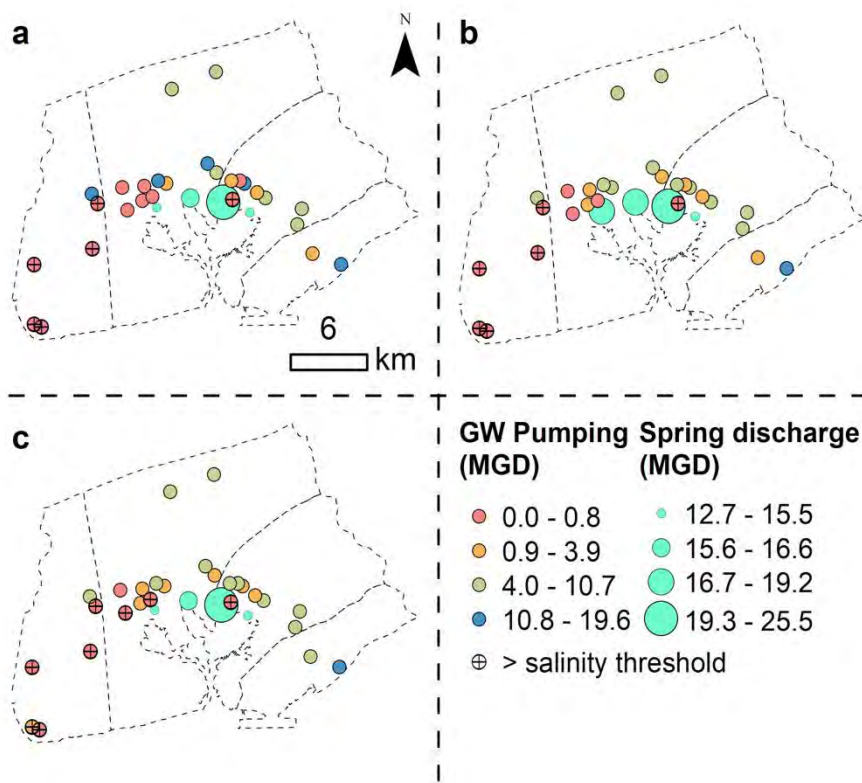 a
N
b
6
km
c
GW Pumping
(MGD)
Spring discharge
(MGD)
0.0 - 0.8
12.7 - 15.5
0.9 - 3.9
15.6 - 16.6
4.0 - 10.7
16.7 - 19.2
10.8 - 19.6
19.3 - 25.5
> salinity threshold